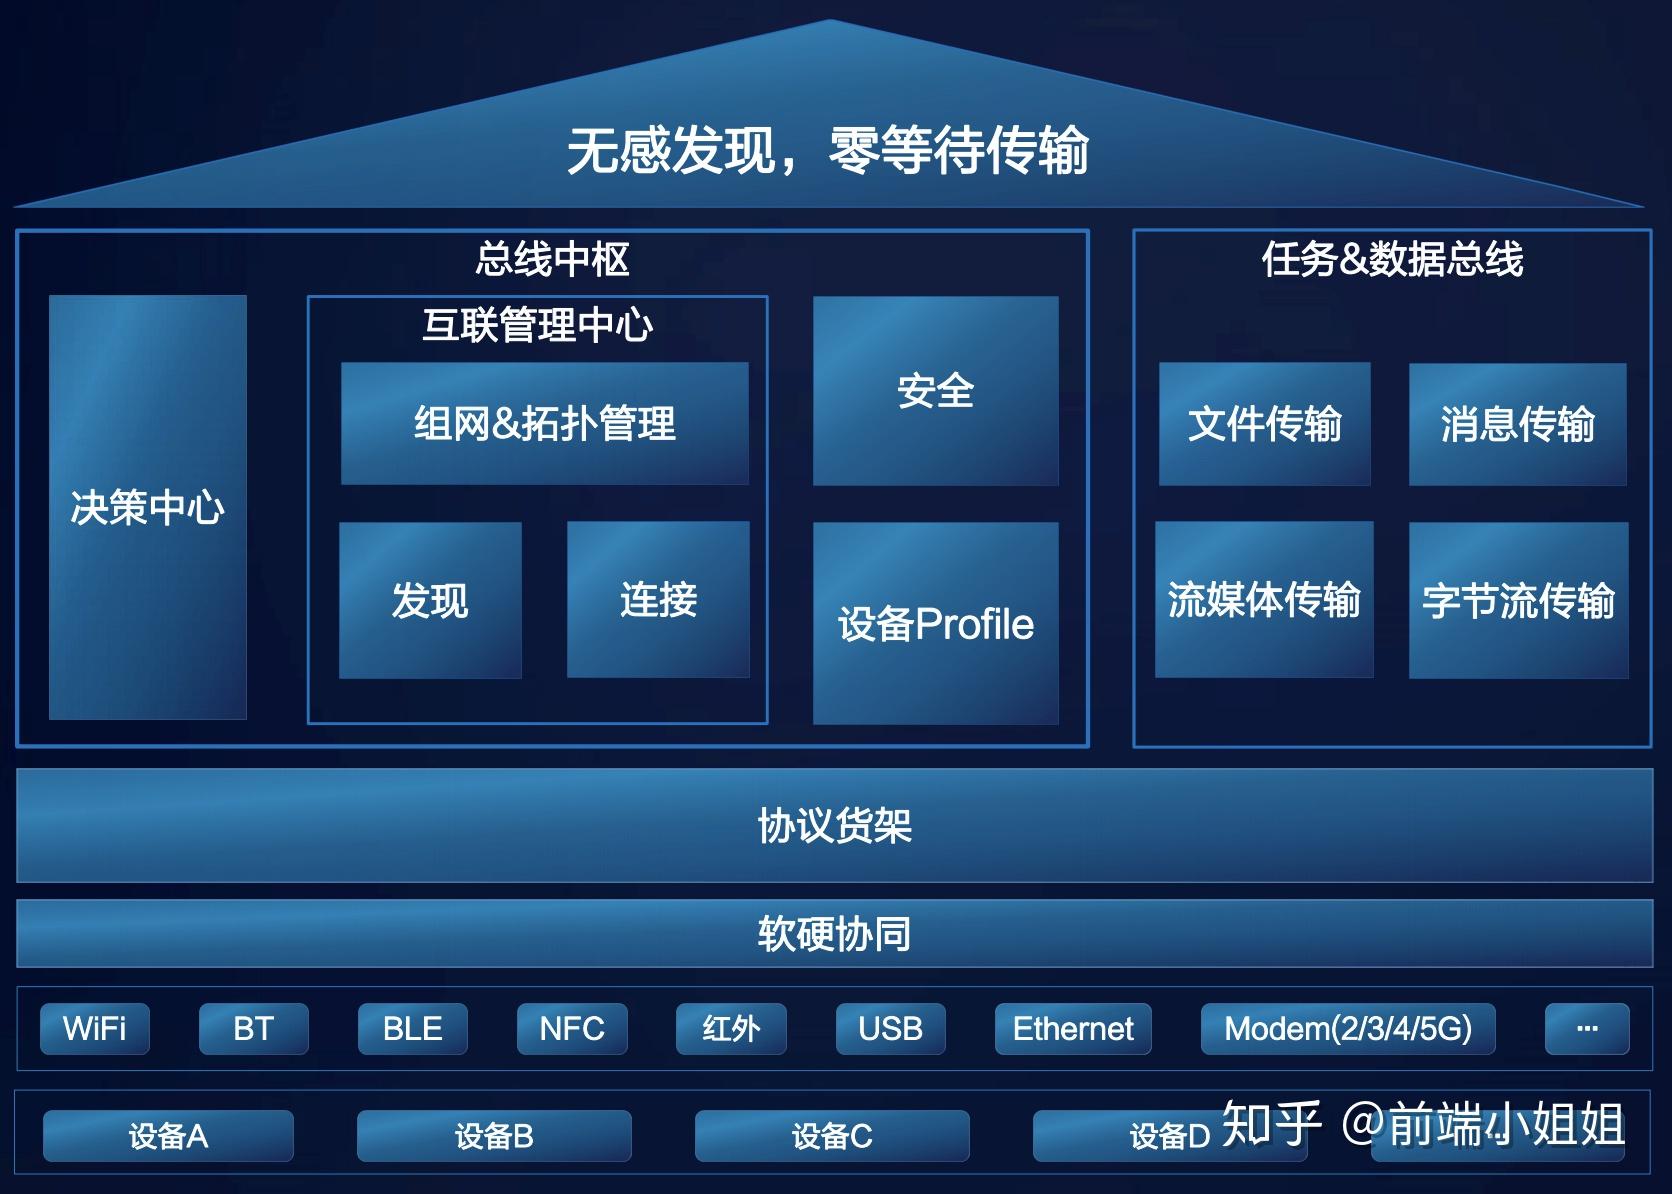 无感发现，零等待传输
总线中枢
决策中心
互联管理中心
组网&拓扑管理
发现
连接
安全
设备Profile
任务&数据总线
文件传输
消息传输
流媒体传输
字节流传输
协议货架
软硬协同
WiFi
BT
BLE
NFC
红外
USB
Ethernet
Modem(2/3/4/5G)
...
设备A
设备B
设备C
设备D
知乎 @前端小姐姐